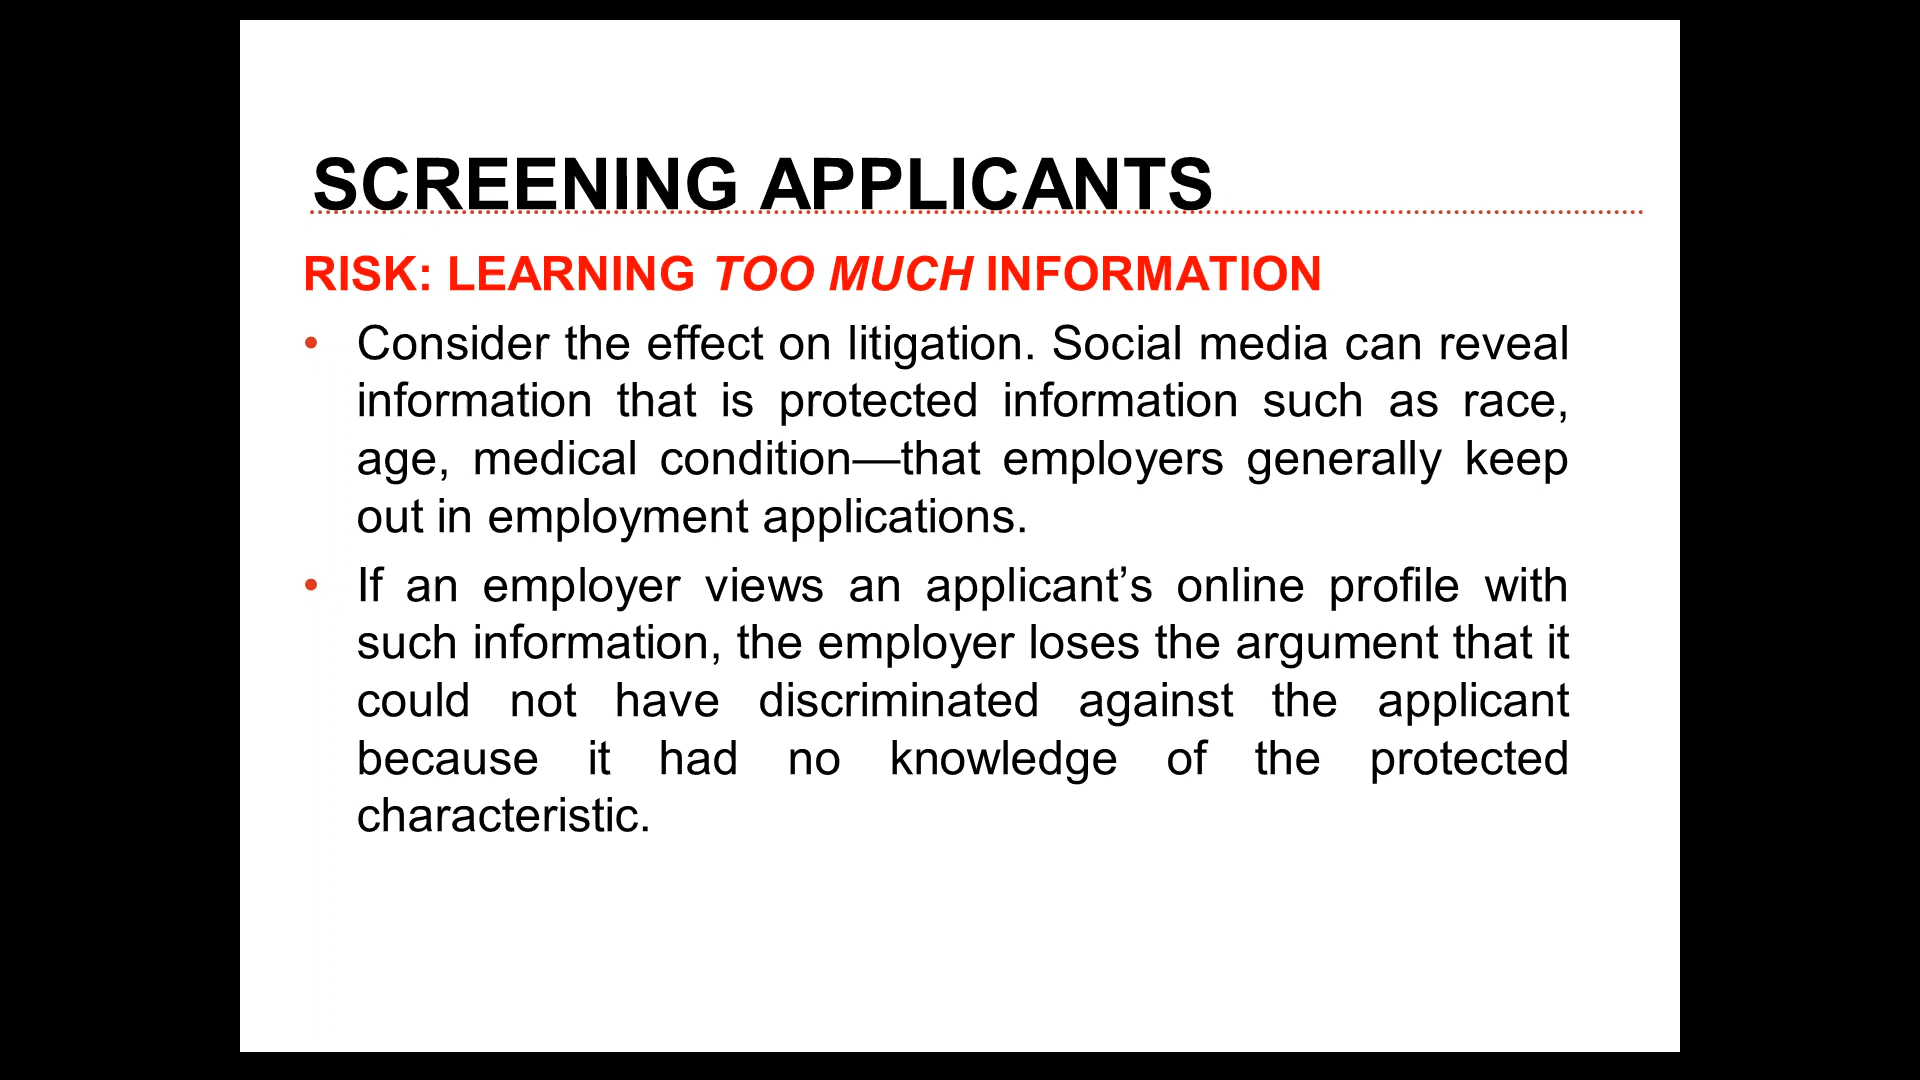 SCREENING APPLICANTS
RISK: LEARNING TOO MUCH INFORMATION
• Consider the effect on litigation. Social media can reveal
information that is protected information such as race,
age, medical condition—that employers generally keep
out in employment applications.
• If an employer views an applicant’s online profile with
such information, the employer loses the argument that it
could not have discriminated against the applicant
because it had no knowledge of the protected
characteristic.